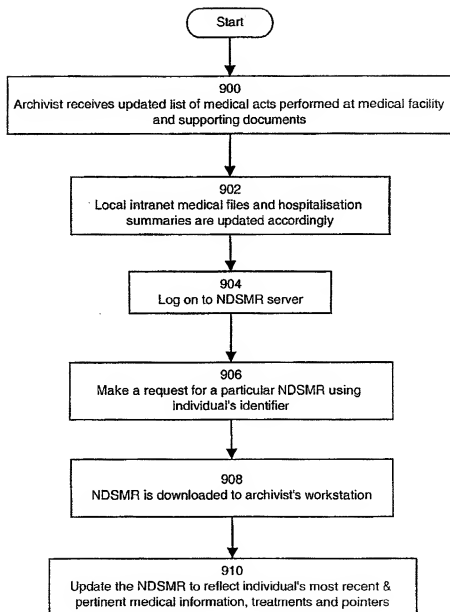 Start
900
Archivist receives updated list of medical acts performed at medical facility
and supporting documents
902
Local intranet medical files and hospitalisation
summaries are updated accordingly
904
Log on to NDSMR server
906
Make a request for a particular NDSMR using
individual's identifier
908
NDSMR is downloaded to archivist's workstation
910
Update the NDSMR to reflect individual's most recent &
pertinent medical information, treatments and pointers